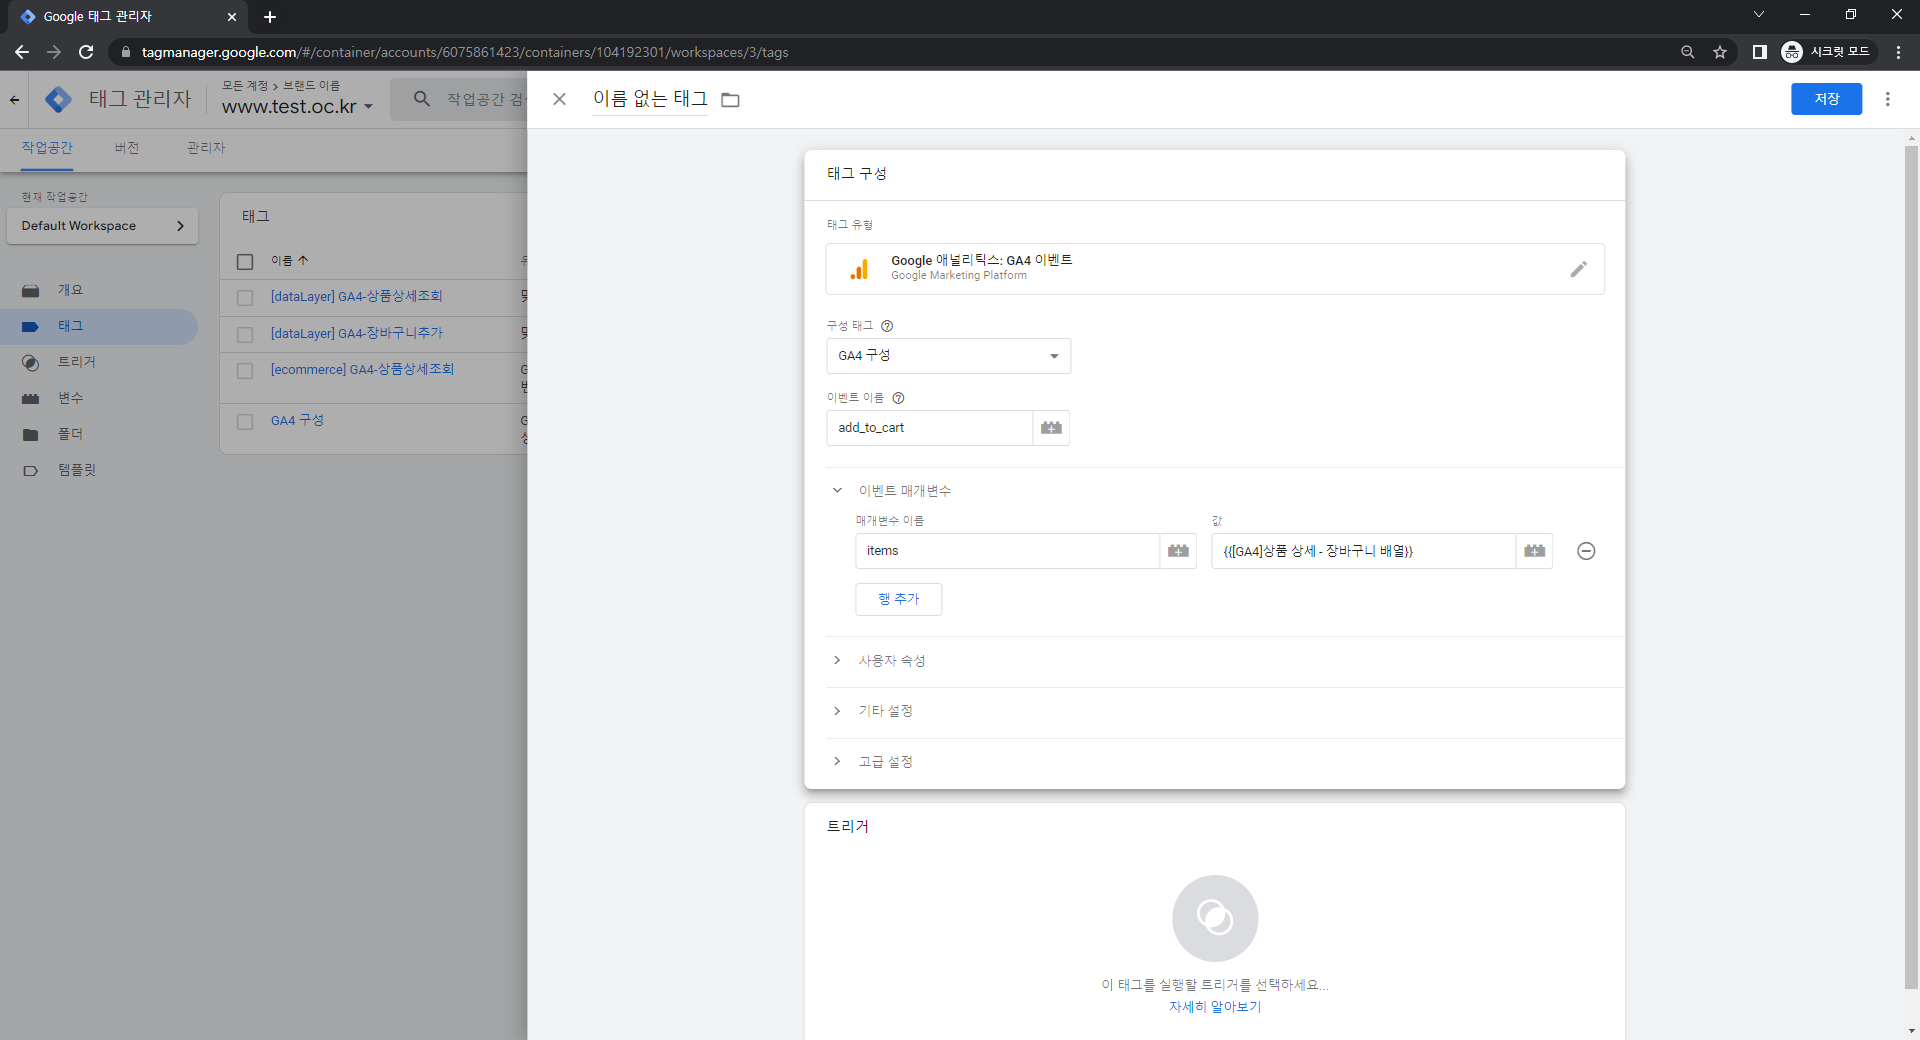 Google 태그 관리자
tagmanager.google.com/#/container/accounts/6075861423/containers/104192301/workspaces/3/tags
시크릿 모드
태그 관리자
모든 계정 > 브랜드 이름
www.test.oc.kr
작업공간 검
이름 없는 태그
저장
작업공간
버전
관리자
현재 작업공간
Default Workspace
개요
태그
트리거
변수
폴더
템플릿
태그
이름
[dataLayer] GA4-상품상세조회
[dataLayer] GA4-장바구니추가
[ecommerce] GA4-상품상세조회
GA4 구성
태그 구성
태그 유형
Google 애널리틱스: GA4 이벤트
Google Marketing Platform
구성 태그
GA4 구성
이벤트 이름
add_to_cart
이벤트 매개변수
매개변수 이름
값
items
{{[GA4]상품 상세 - 장바구니 배열}}
행 추가
사용자 속성
기타 설정
고급 설정
트리거
이 태그를 실행할 트리거를 선택하세요...
자세히 알아보기